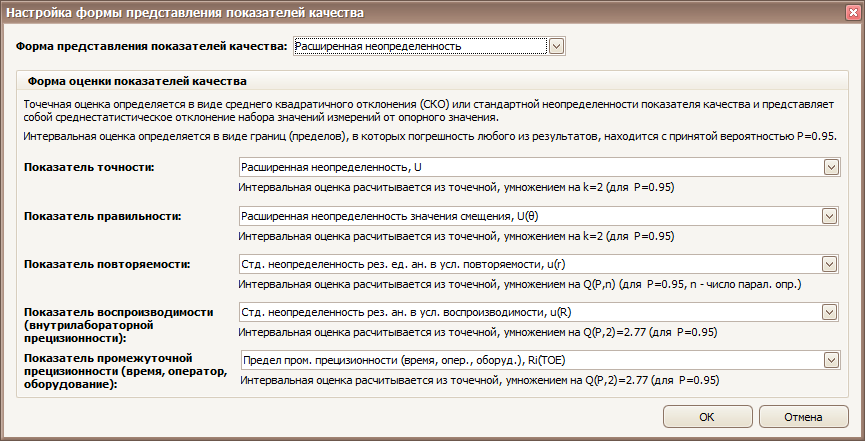 Настройка формы представления показателей качества
Форма представления показателей качества: Расширенная неопределенность
Форма оценки показателей качества
Точечная оценка определяется в виде среднего квадратичного отклонения (СКО) или стандартной неопределенности показателя качества и представляет
собой среднестатистическое отклонение набора значений измерений от опорного значения.
Интервальная оценка определяется в виде границ (пределов), в которых погрешность любого из результатов, находится с принятой вероятностью P=0.95.
Показатель точности: Расширенная неопределенность, U
Интервальная оценка расчитывается из точечной, умножением на k=2 (для P=0.95)
Показатель правильности: Расширенная неопределенность значения смещения, U(θ)
Интервальная оценка расчитывается из точечной, умножением на k=2 (для P=0.95)
Показатель повторяемости: Стд. неопределенность рез. ед. ан. в усл. повторяемости, u(r)
Интервальная оценка расчитывается из точечной, умножением на Q(P,n) (для P=0.95, n - число парал. опр.)
Показатель воспроизводимости
(внутрилабораторной
прецизионности): Стд. неопределенность рез. ан. в усл. воспроизводимости, u(R)
Интервальная оценка расчитывается из точечной, умножением на Q(P,2)=2.77 (для P=0.95)
Показатель промежуточной
прецизионности (время, оператор,
оборудование): Предел пром. прецизионности (время, опер., оборуд.), Ri(TOE)
Интервальная оценка расчитывается из точечной, умножением на Q(P,2)=2.77 (для P=0.95)
OK Отмена